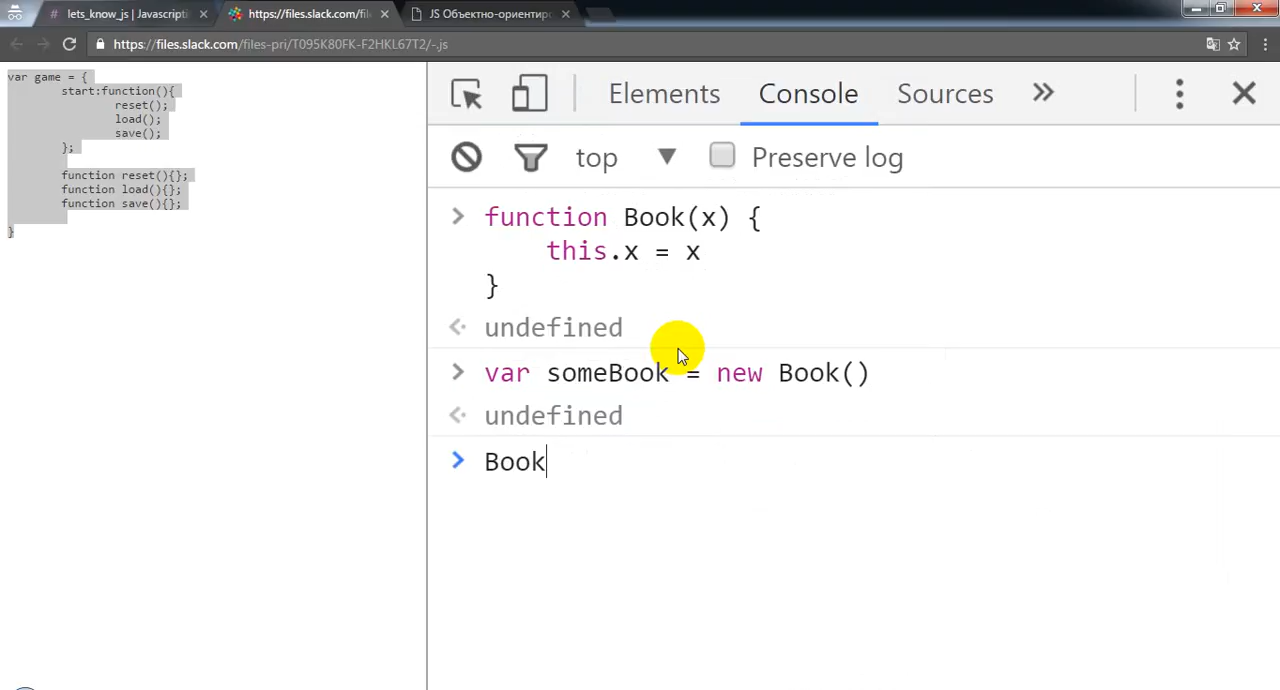 lets_know_js | Javascript
https://files.slack.com/fil
JS Объектно-ориентиро
https://files.slack.com/files-pri/T095K80FK-F2HKL67T2/-.js
var game = {
start:function(){
reset();
load();
save();
};
function reset(){};
function load(){};
function save(){};
}
Elements Console Sources »
top ▼ Preserve log
> function Book(x) {
this.x = x
}
undefined
> var someBook = new Book()
undefined
> Book